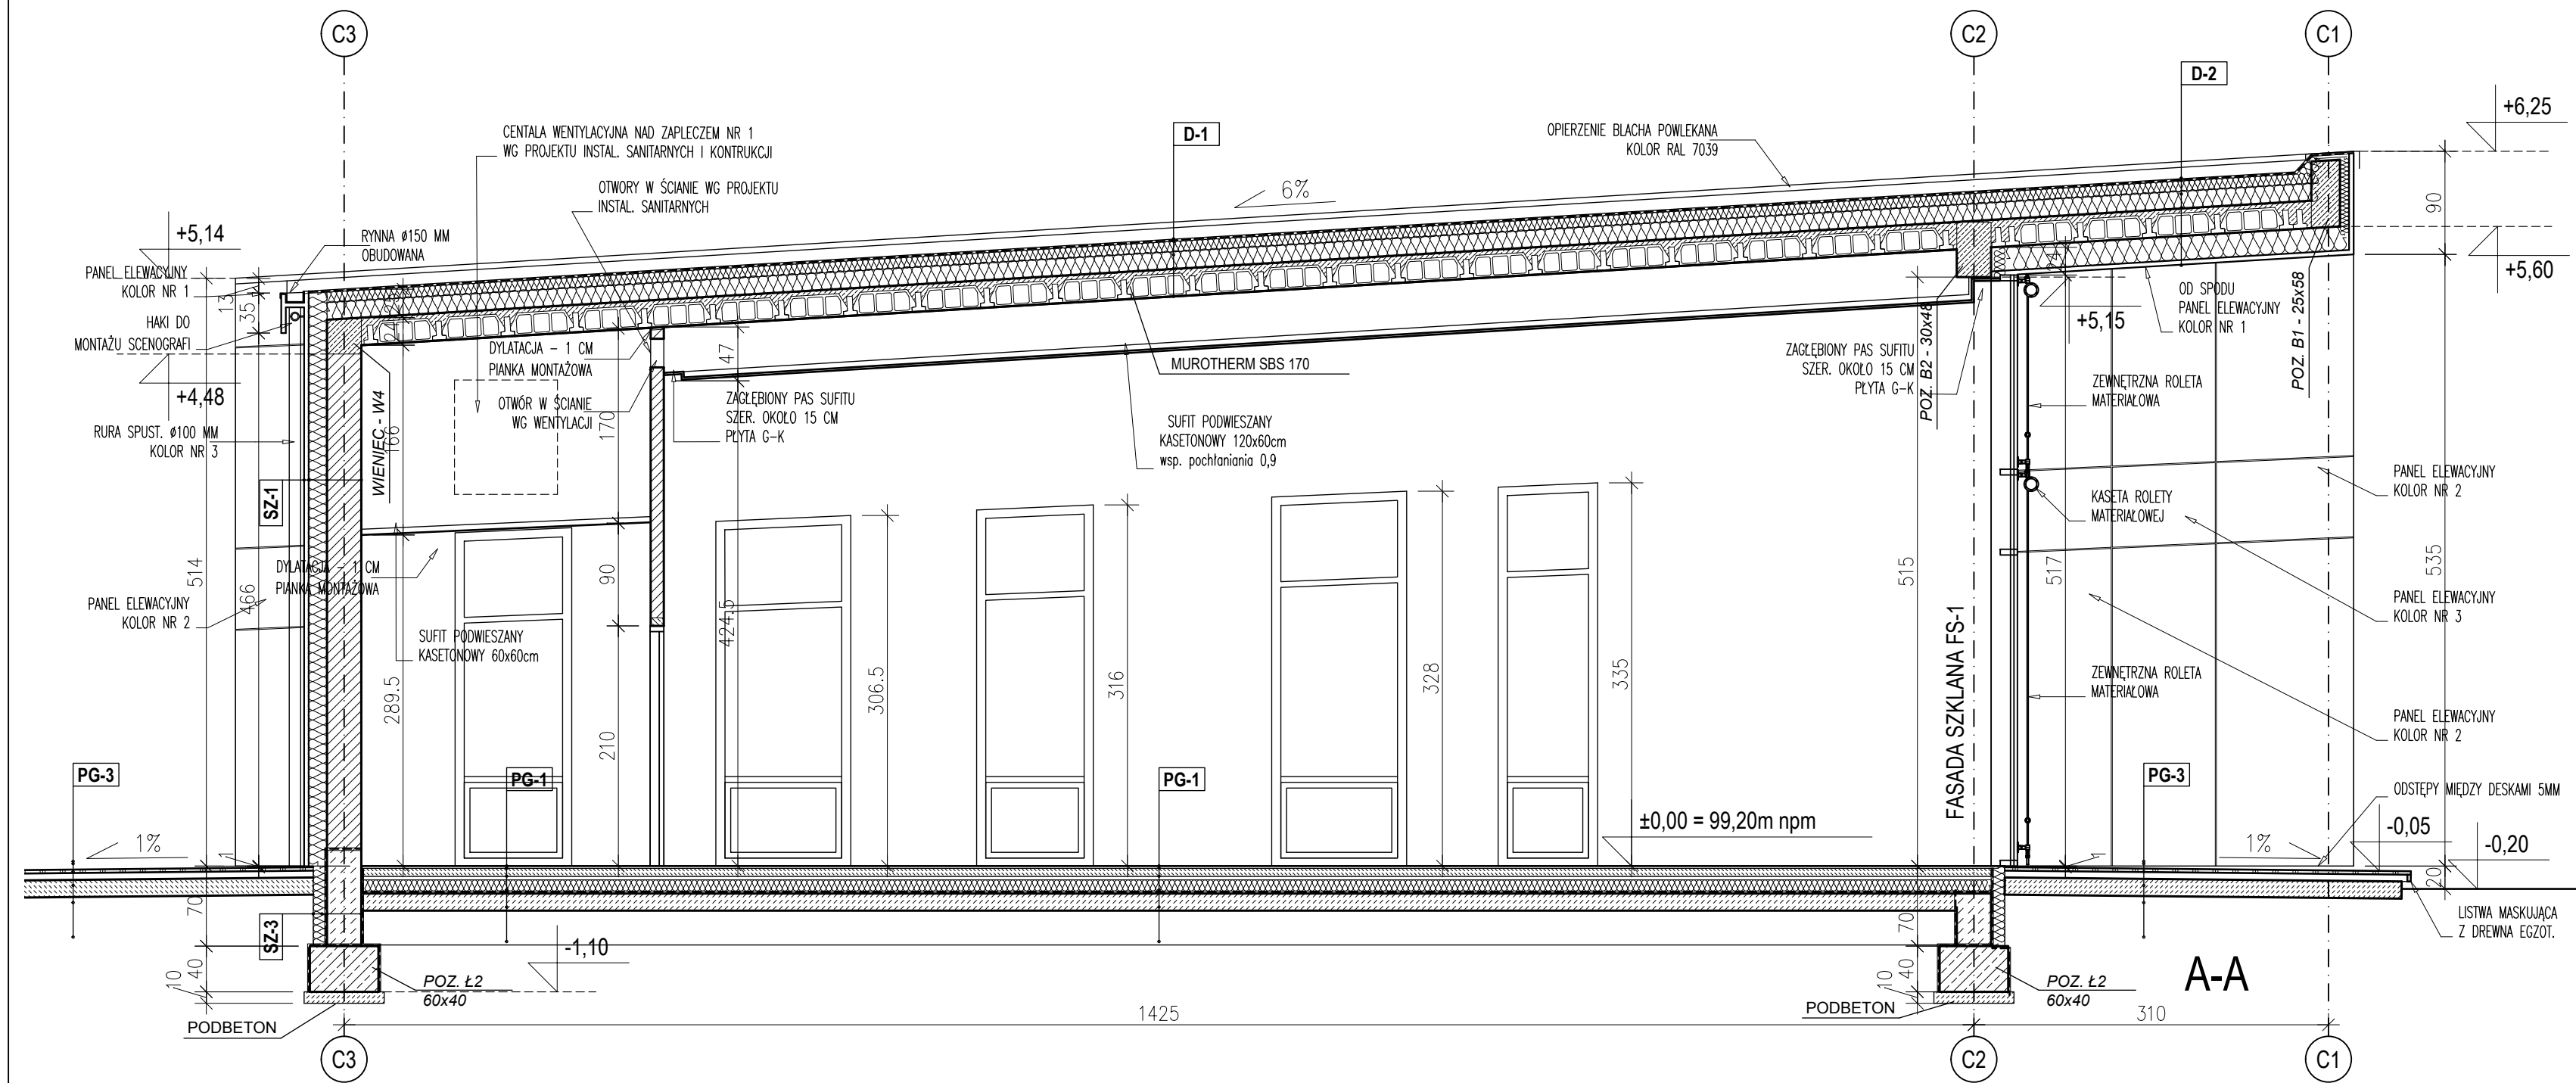 C3
C2
C1
D-2
+6,25
CENTALA WENTYLACYJNA NAD ZAPLECZEM NR 1
WG PROJEKTU INSTAL. SANITARNYCH I KONTRUKCJI
D-1
OPIERZENIE BLACHA POWLEKANA
KOLOR RAL 7039
OTWORY W ŚCIANIE WG PROJEKTU
INSTAL. SANITARNYCH
6%
90
+5,14
RYNNA ø150 MM
OBUDOWANA
PANEL ELEWACYJNY
KOLOR NR 1
13
35
+5,60
OD SPODU
PANEL ELEWACYJNY
KOLOR NR 1
+5,15
HAKI DO
MONTAŻU SCENOGRAFI
DYLATACJA - 1 CM
PIANKA MONTAŻOWA
47
MUROTHERM SBS 170
ZAGŁĘBIONY PAS SUFITU
SZER. OKOŁO 15 CM
PŁYTA G-K
POZ. B2 - 30x48
POZ. B1 - 25x58
+4,48
WIENIEC - W4
166
OTWÓR W ŚCIANIE
WG WENTYLACJI
170
ZAGŁĘBIONY PAS SUFITU
SZER. OKOŁO 15 CM
PŁYTA G-K
SUFIT PODWIESZANY
KASETONOWY 120x60cm
wsp. pochłaniania 0,9
ZEWNĘTRZNA ROLETA
MATERIAŁOWA
RURA SPUST. ø100 MM
KOLOR NR 3
SZ-1
PANEL ELEWACYJNY
KOLOR NR 2
KASETA ROLETY
MATERIAŁOWEJ
514
466
DYLATACJA - 1 CM
PIANKA MONTAŻOWA
90
424.5
515
517
535
PANEL ELEWACYJNY
KOLOR NR 2
PANEL ELEWACYJNY
KOLOR NR 3
SUFIT PODWIESZANY
KASETONOWY 60x60cm
289.5
210
306.5
316
328
335
FASADA SZKLANA FS-1
ZEWNĘTRZNA ROLETA
MATERIAŁOWA
PANEL ELEWACYJNY
KOLOR NR 2
PG-3
PG-1
PG-1
PG-3
ODSTĘPY MIĘDZY DESKAMI 5MM
1%
1
±0,00 = 99,20m npm
1
1%
-0,05
-0,20
20
70
SZ-3
-1,10
70
LISTWA MASKUJĄCA
Z DREWNA EGZOT.
10
40
POZ. Ł2
60x40
10
40
POZ. Ł2
60x40
A-A
PODBETON
PODBETON
1425
310
C3
C2
C1